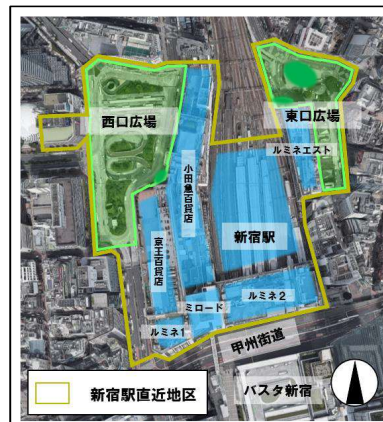 西口広場
東口広場
ルミネエスト
小田急百貨店
新宿駅
京王百貨店
ミロード
ルミネ2
ルミネ1
甲州街道
新宿駅直近地区
バスタ新宿